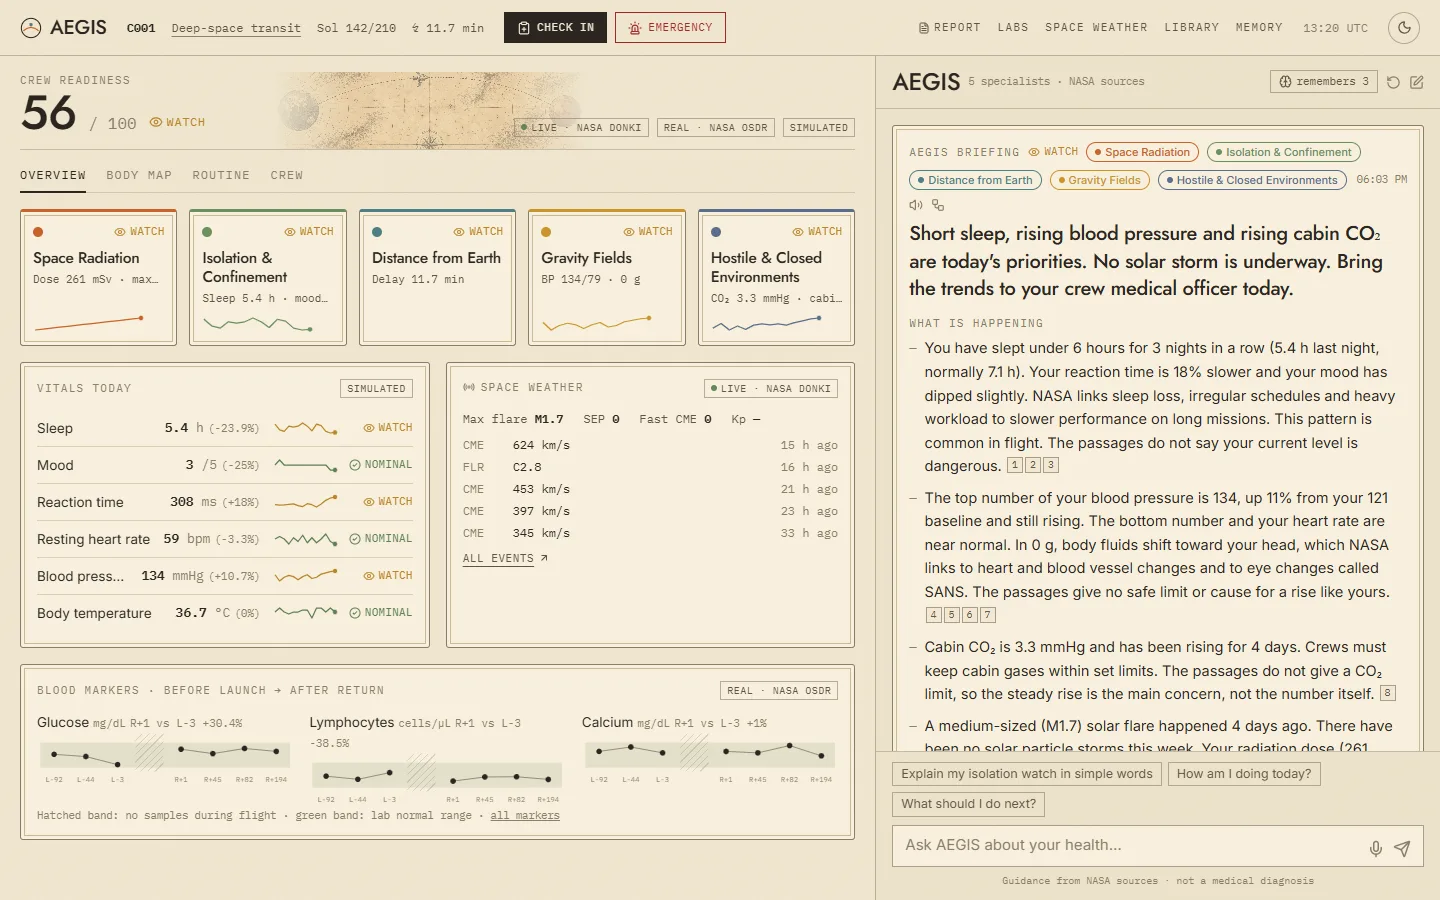 AEGIS C001 Deep-space transit Sol 142/210 11.7 min CHECK IN EMERGENCY REPORT LABS SPACE WEATHER LIBRARY MEMORY 13:20 UTC
CREW READINESS
56 / 100 WATCH
LIVE · NASA DONKI REAL · NASA OSDR SIMULATED
OVERVIEW BODY MAP ROUTINE CREW
WATCH
Space Radiation
Dose 261 mSv · max…
WATCH
Isolation &
Confinement
Sleep 5.4 h · mood…
WATCH
Distance from Earth
Delay 11.7 min
WATCH
Gravity Fields
BP 134/79 · 0 g
WATCH
Hostile & Closed
Environments
CO₂ 3.3 mmHg · cabi…
VITALS TODAY SIMULATED
Sleep 5.4 h (-23.9%) WATCH
Mood 3 /5 (-25%) NOMINAL
Reaction time 308 ms (+18%) WATCH
Resting heart rate 59 bpm (-3.3%) NOMINAL
Blood press… 134 mmHg (+10.7%) WATCH
Body temperature 36.7 °C (0%) NOMINAL
SPACE WEATHER LIVE · NASA DONKI
Max flare M1.7 SEP 0 Fast CME 0 Kp —
CME 624 km/s 15 h ago
FLR C2.8 16 h ago
CME 453 km/s 21 h ago
CME 397 km/s 23 h ago
CME 345 km/s 33 h ago
ALL EVENTS ↗
BLOOD MARKERS · BEFORE LAUNCH → AFTER RETURN REAL · NASA OSDR
Glucose mg/dL R+1 vs L-3 +30.4%
L-92 L-44 L-3 R+1 R+45 R+82 R+194
Lymphocytes cells/µL R+1 vs L-3
-38.5%
L-92 L-44 L-3 R+1 R+45 R+82 R+194
Calcium mg/dL R+1 vs L-3 +1%
L-92 L-44 L-3 R+1 R+45 R+82 R+194
Hatched band: no samples during flight · green band: lab normal range · all markers
AEGIS 5 specialists · NASA sources remembers 3
AEGIS BRIEFING WATCH Space Radiation Isolation & Confinement
Distance from Earth Gravity Fields Hostile & Closed Environments 06:03 PM
Short sleep, rising blood pressure and rising cabin CO₂
are today's priorities. No solar storm is underway. Bring
the trends to your crew medical officer today.
WHAT IS HAPPENING
– You have slept under 6 hours for 3 nights in a row (5.4 h last night,
normally 7.1 h). Your reaction time is 18% slower and your mood has
dipped slightly. NASA links sleep loss, irregular schedules and heavy
workload to slower performance on long missions. This pattern is
common in flight. The passages do not say your current level is
dangerous. 1 2 3
– The top number of your blood pressure is 134, up 11% from your 121
baseline and still rising. The bottom number and your heart rate are
near normal. In 0 g, body fluids shift toward your head, which NASA
links to heart and blood vessel changes and to eye changes called
SANS. The passages give no safe limit or cause for a rise like yours.
4 5 6 7
– Cabin CO₂ is 3.3 mmHg and has been rising for 4 days. Crews must
keep cabin gases within set limits. The passages do not give a CO₂
limit, so the steady rise is the main concern, not the number itself. 8
– A medium-sized (M1.7) solar flare happened 4 days ago. There have
been no solar particle storms this week. Your radiation dose (261
Explain my isolation watch in simple words How am I doing today?
What should I do next?
Ask AEGIS about your health…
Guidance from NASA sources · not a medical diagnosis